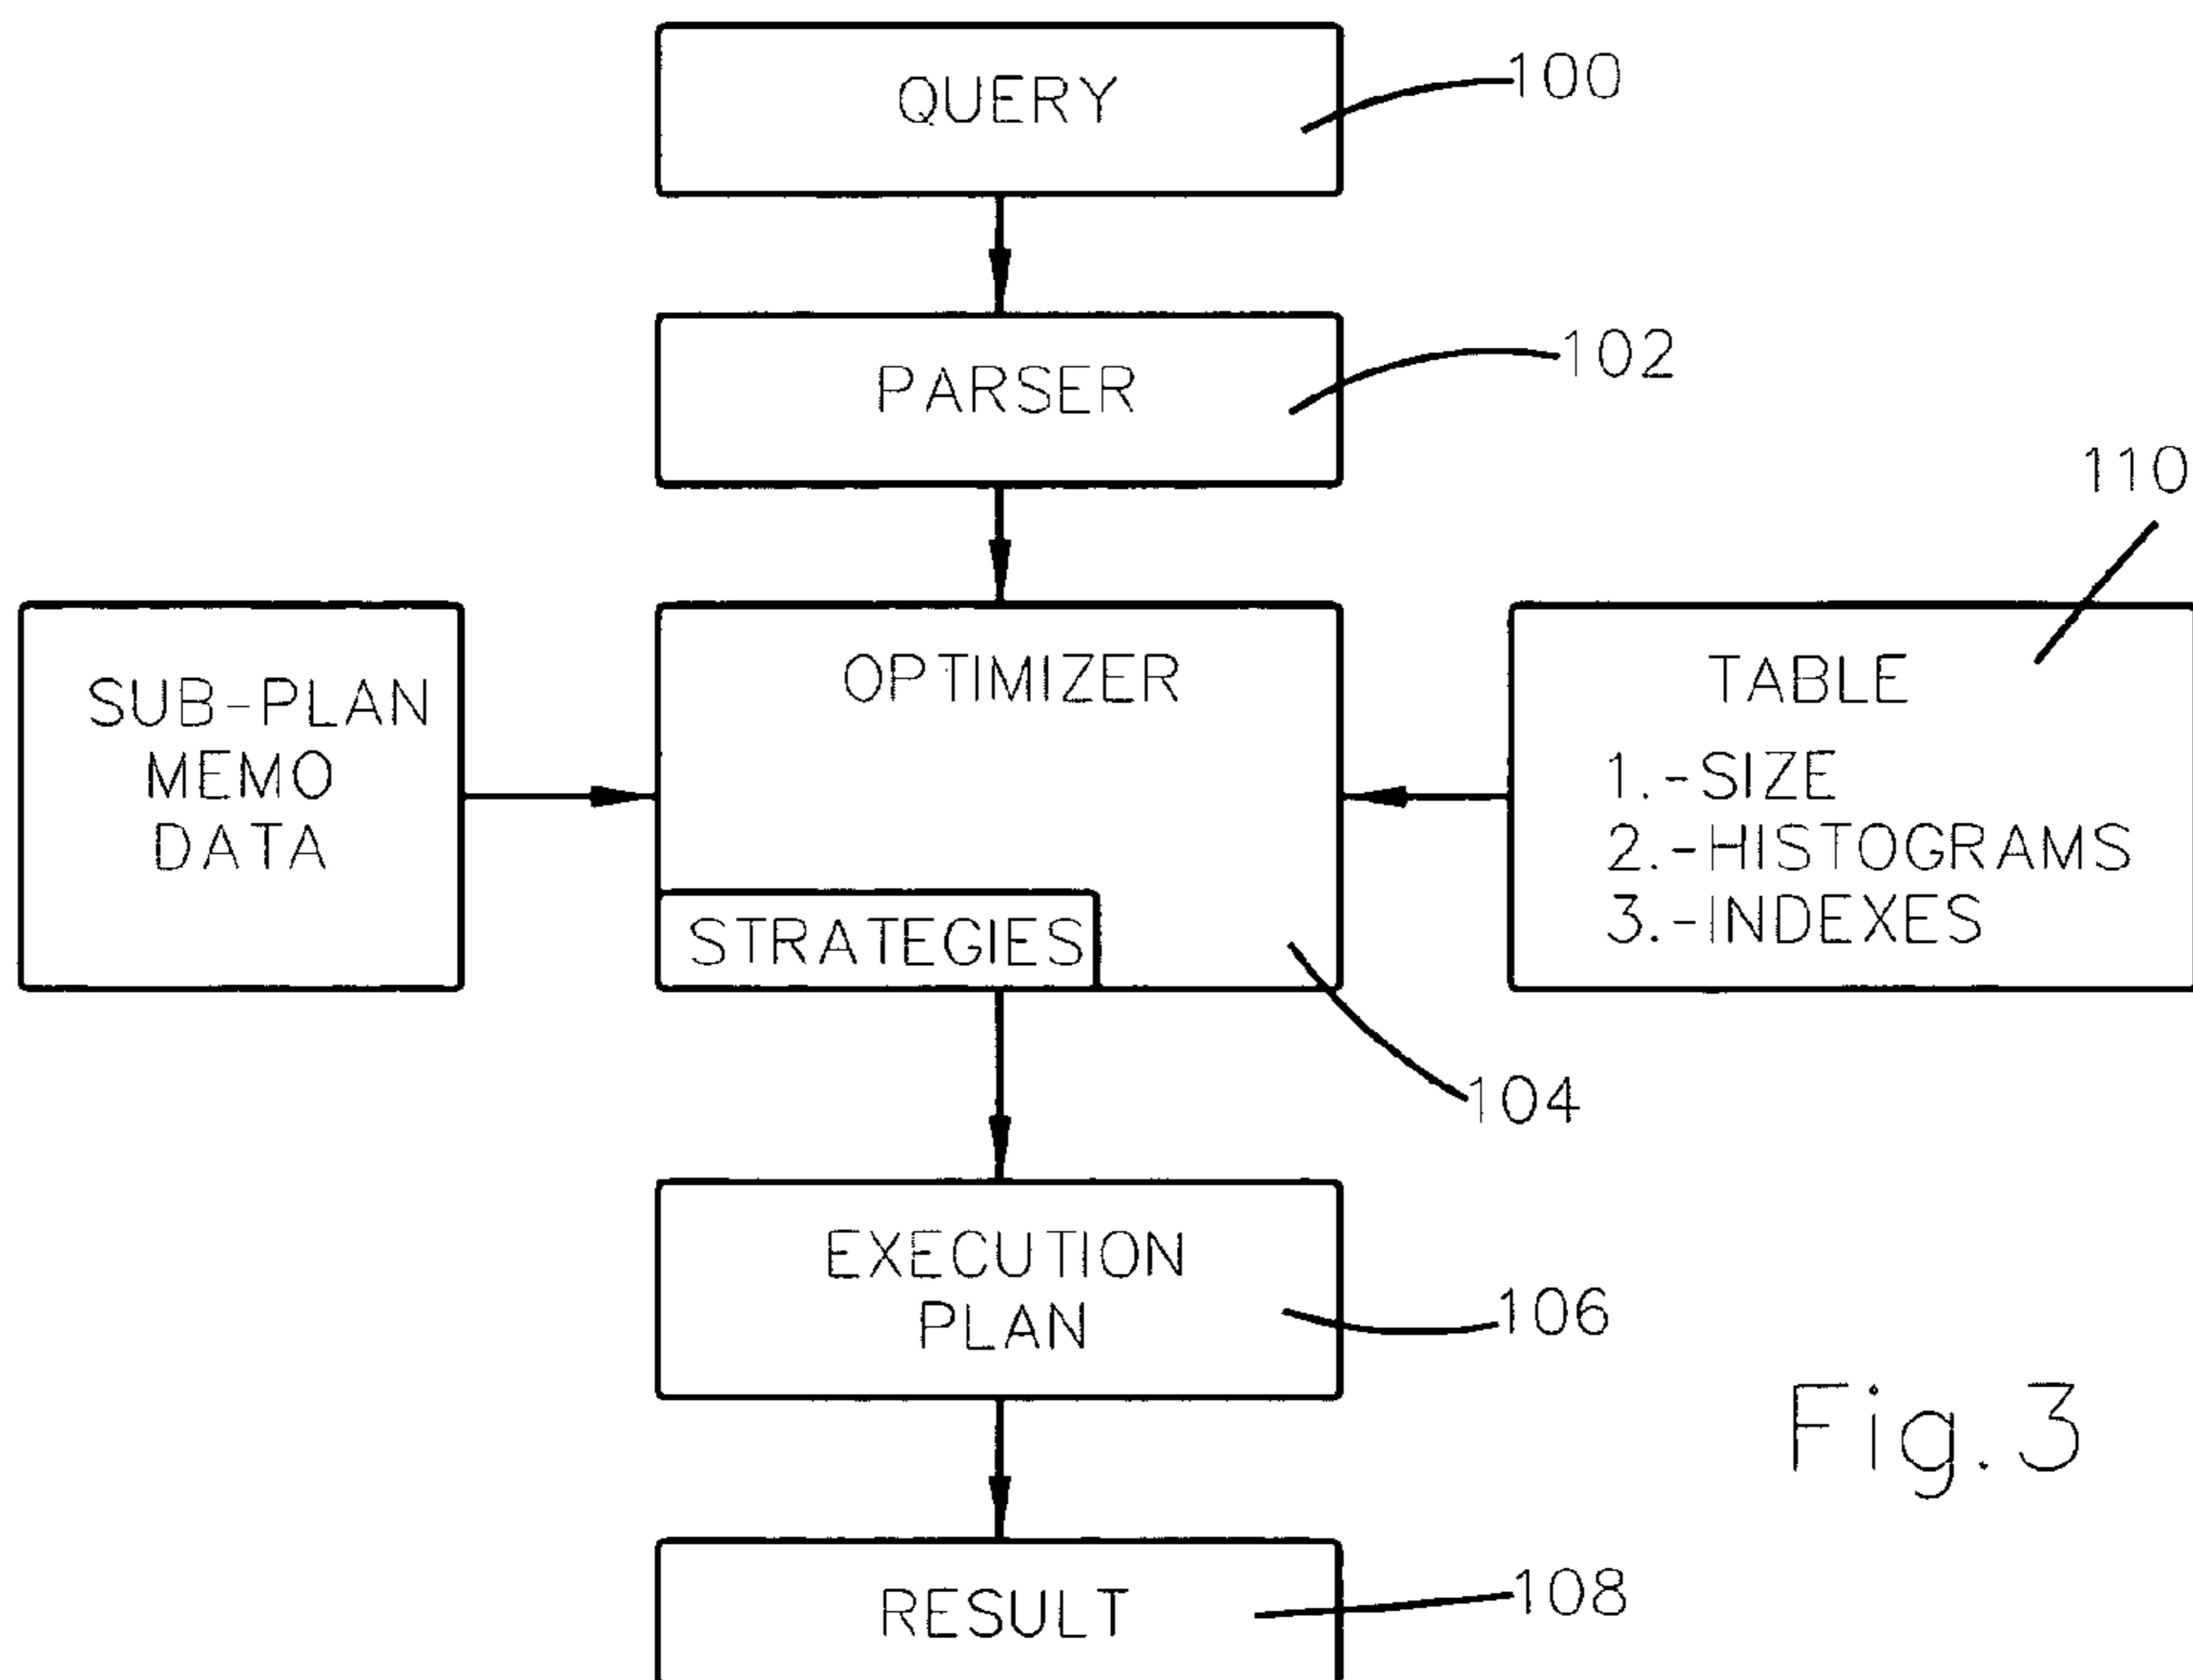 QUERY
100
PARSER
102
110
SUB-PLAN
MEMO
DATA
OPTIMIZER
STRATEGIES
TABLE
1.-SIZE
2.-HISTOGRAMS
3.-INDEXES
104
EXECUTION
PLAN
106
Fig.3
RESULT
108